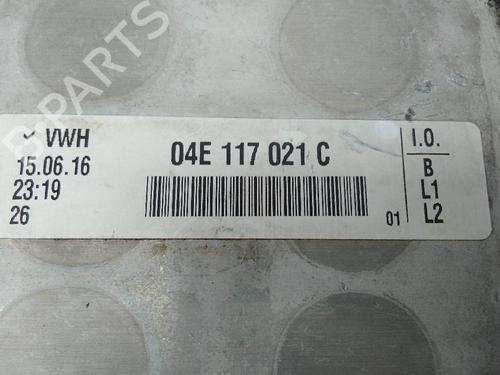 B-PARTS
✓ VWH
15.06.16
23:19
26
04E 117 021 C
01
I.O.
B
L1
L2